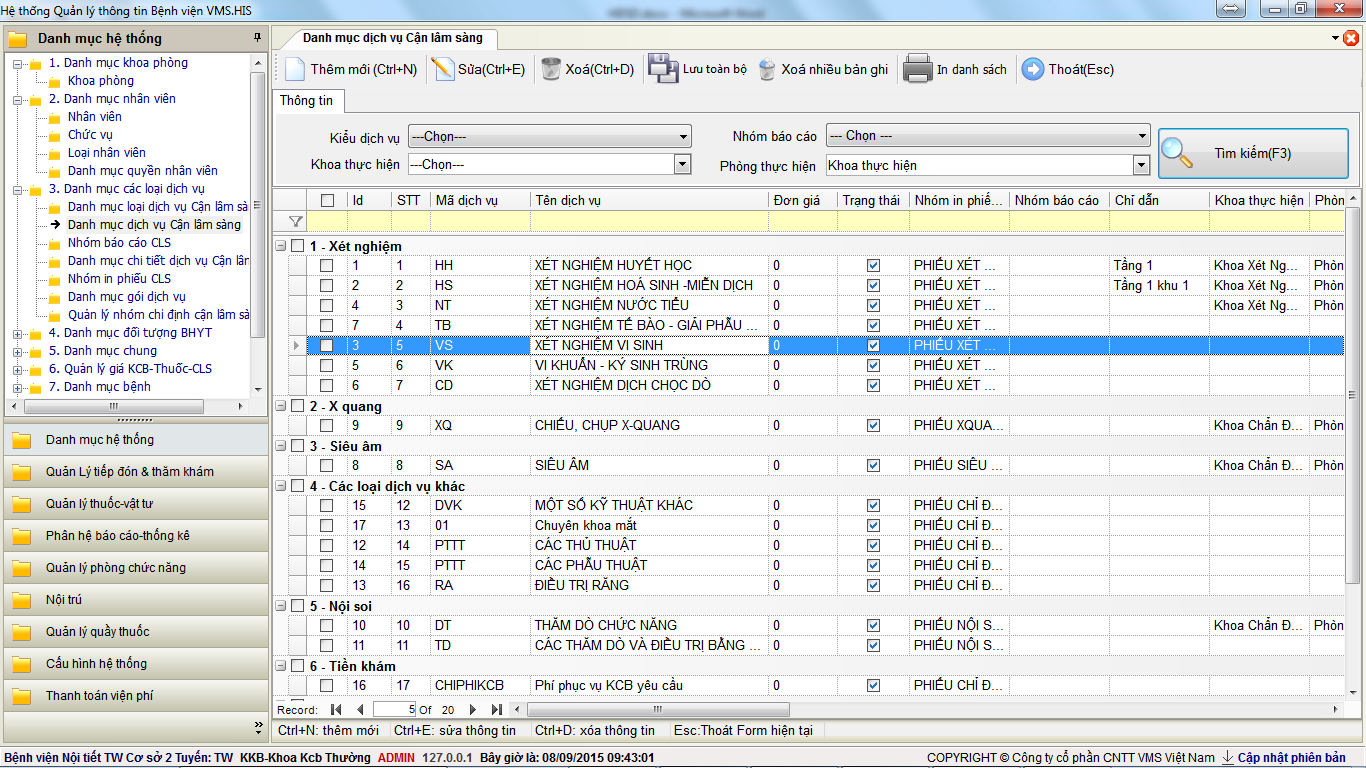 Hệ thống Quản lý thông tin Bệnh viện VMS.HIS
Danh mục hệ thống
1. Danh mục khoa phòng
Khoa phòng
2. Danh mục nhân viên
Nhân viên
Chức vụ
Loại nhân viên
Danh mục quyền nhân viên
3. Danh mục các loại dịch vụ
Danh mục loại dịch vụ Cận lâm sà
Danh mục dịch vụ Cận lâm sàng
Nhóm báo cáo CLS
Danh mục chi tiết dịch vụ Cận lâm
Nhóm in phiếu CLS
Danh mục gói dịch vụ
Quản lý nhóm chỉ định cận lâm sà
4. Danh mục đối tượng BHYT
5. Danh mục chung
6. Quản lý giá KCB-Thuốc-CLS
7. Danh mục bệnh
Danh mục hệ thống
Quản Lý tiếp đón & thăm khám
Quản lý thuốc-vật tư
Phân hệ báo cáo-thống kê
Quản lý phòng chức năng
Nội trú
Quản lý quầy thuốc
Cấu hình hệ thống
Thanh toán viện phí
Danh mục dịch vụ Cận lâm sàng
Thêm mới (Ctrl+N) Sửa(Ctrl+E) Xoá(Ctrl+D) Lưu toàn bộ Xoá nhiều bản ghi In danh sách Thoát(Esc)
Thông tin
Kiểu dịch vụ ---Chọn--- Nhóm báo cáo --- Chọn ---
Khoa thực hiện ---Chọn--- Phòng thực hiện Khoa thực hiện
Tìm kiếm(F3)
Id STT Mã dịch vụ Tên dịch vụ Đơn giá Trạng thái Nhóm in phiế... Nhóm báo cáo Chỉ dẫn Khoa thực hiện Phòn
1 - Xét nghiệm
1 1 HH XÉT NGHIỆM HUYẾT HỌC 0 PHIẾU XÉT ... Tầng 1 Khoa Xét Ng... Phòn
2 2 HS XÉT NGHIỆM HOÁ SINH -MIỄN DỊCH 0 PHIẾU XÉT ... Tầng 1 khu 1 Khoa Xét Ng... Phòn
4 3 NT XÉT NGHIỆM NƯỚC TIỂU 0 PHIẾU XÉT ... Khoa Xét Ng... Phòn
7 4 TB XÉT NGHIỆM TẾ BÀO - GIẢI PHẪU ... 0 PHIẾU XÉT ...
3 5 VS XÉT NGHIỆM VI SINH 0 PHIẾU XÉT ...
5 6 VK VI KHUẨN - KÝ SINH TRÙNG 0 PHIẾU XÉT ...
6 7 CD XÉT NGHIỆM DỊCH CHỌC DÒ 0 PHIẾU XÉT ...
2 - X quang
9 9 XQ CHIẾU, CHỤP X-QUANG 0 PHIẾU XQUA... Khoa Chẩn Đ... Phòn
3 - Siêu âm
8 8 SA SIÊU ÂM 0 PHIẾU SIÊU ... Khoa Chẩn Đ... Phòn
4 - Các loại dịch vụ khác
15 12 DVK MỘT SỐ KỸ THUẬT KHÁC 0 PHIẾU CHỈ Đ...
17 13 01 Chuyên khoa mắt 0 PHIẾU CHỈ Đ...
12 14 PTTT CÁC THỦ THUẬT 0 PHIẾU CHỈ Đ...
14 15 PTTT CÁC PHẪU THUẬT 0 PHIẾU CHỈ Đ...
13 16 RA ĐIỀU TRỊ RĂNG 0 PHIẾU CHỈ Đ...
5 - Nội soi
10 10 DT THĂM DÒ CHỨC NĂNG 0 PHIẾU NỘI S... Khoa Chẩn Đ... Phòn
11 11 TD CÁC THĂM DÒ VÀ ĐIỀU TRỊ BẰNG ... 0 PHIẾU NỘI S...
6 - Tiền khám
16 17 CHIPHIKCB Phí phục vụ KCB yêu cầu 0 PHIẾU CHỈ Đ...
Record: 5 Of 20
Ctrl+N: thêm mới Ctrl+E: sửa thông tin Ctrl+D: xóa thông tin Esc:Thoát Form hiện tại
Bệnh viện Nội tiết TW Cơ sở 2 Tuyến: TW KKB-Khoa Kcb Thường ADMIN 127.0.0.1 Bây giờ là: 08/09/2015 09:43:01 COPYRIGHT © Công ty cổ phần CNTT VMS Việt Nam Cập nhật phiên bản